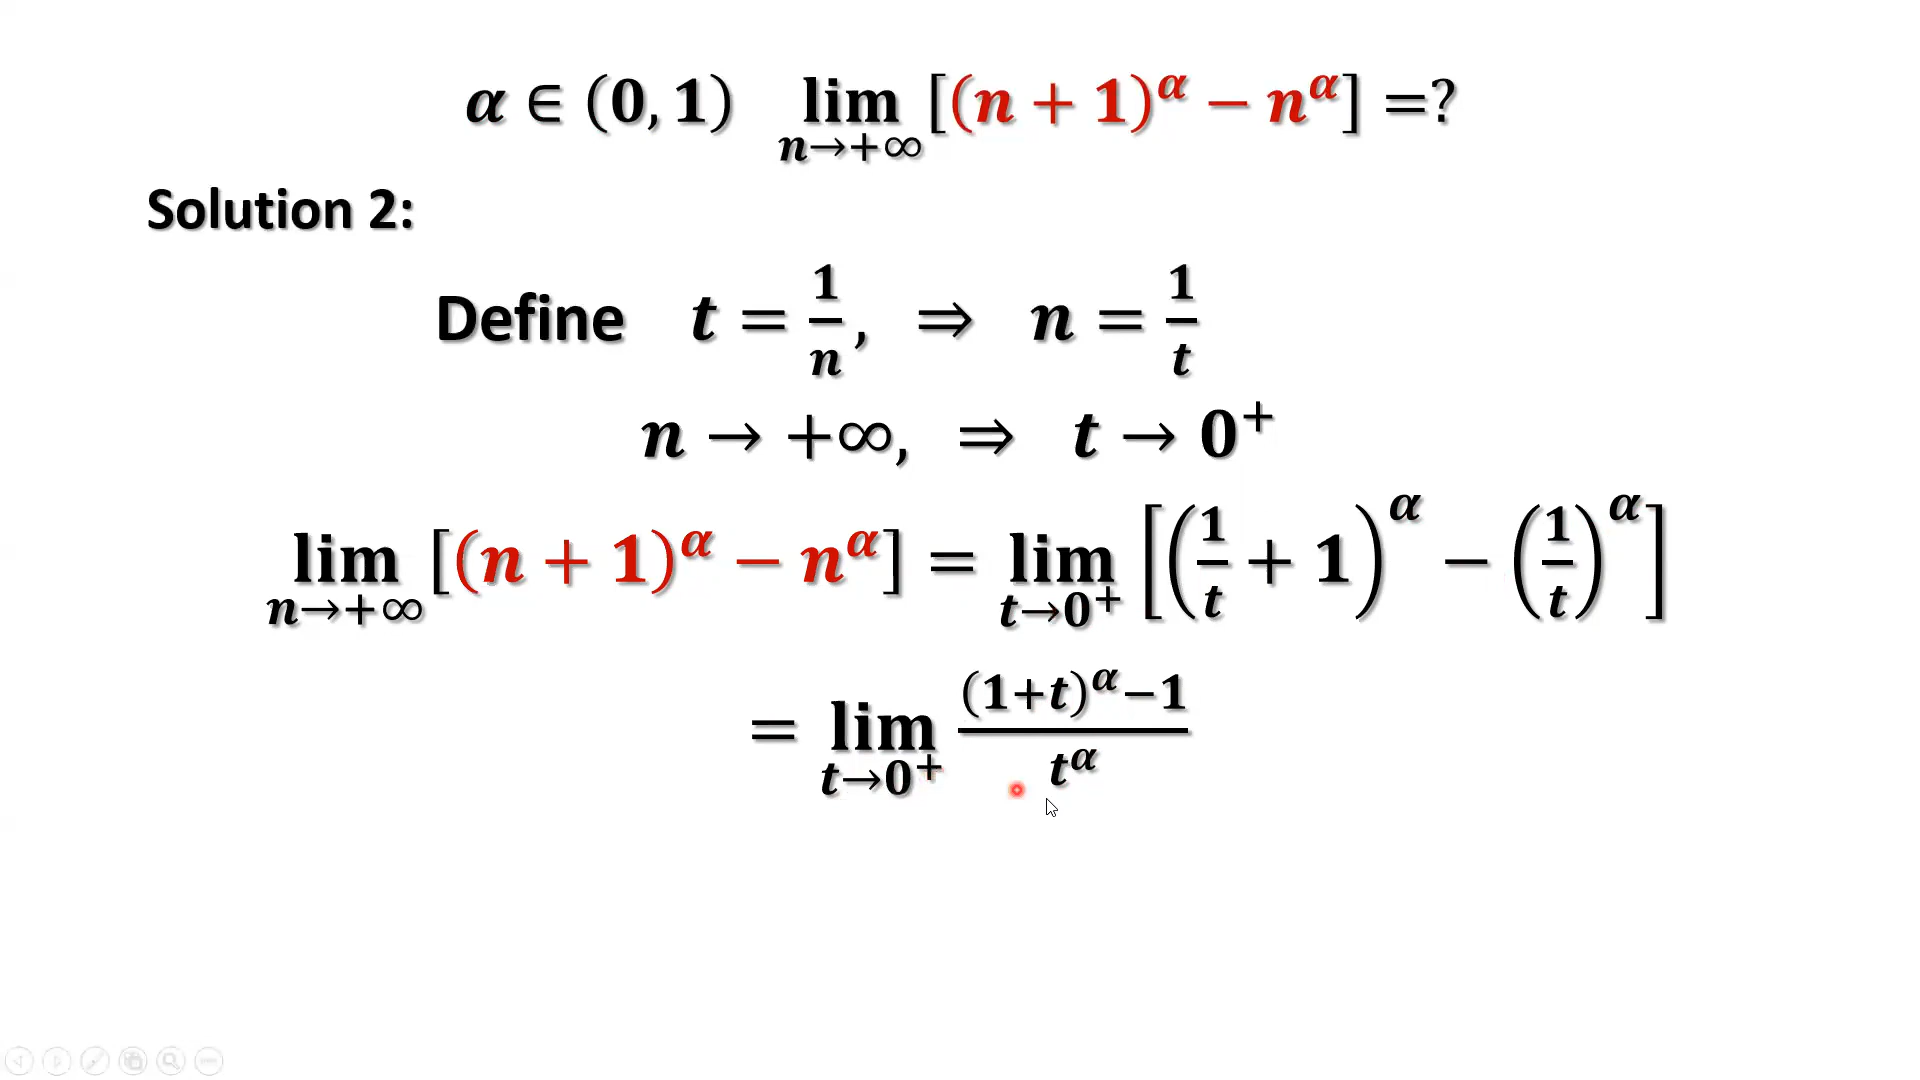 α ∈ (0, 1)   lim_{n→+∞} [(n + 1)^α − n^α] =?
Solution 2:
Define   t = 1/n,   ⇒   n = 1/t
n → +∞,   ⇒   t → 0⁺
lim_{n→+∞} [(n + 1)^α − n^α] = lim_{t→0⁺} [(1/t + 1)^α − (1/t)^α]
= lim_{t→0⁺} ((1+t)^α−1)/t^α